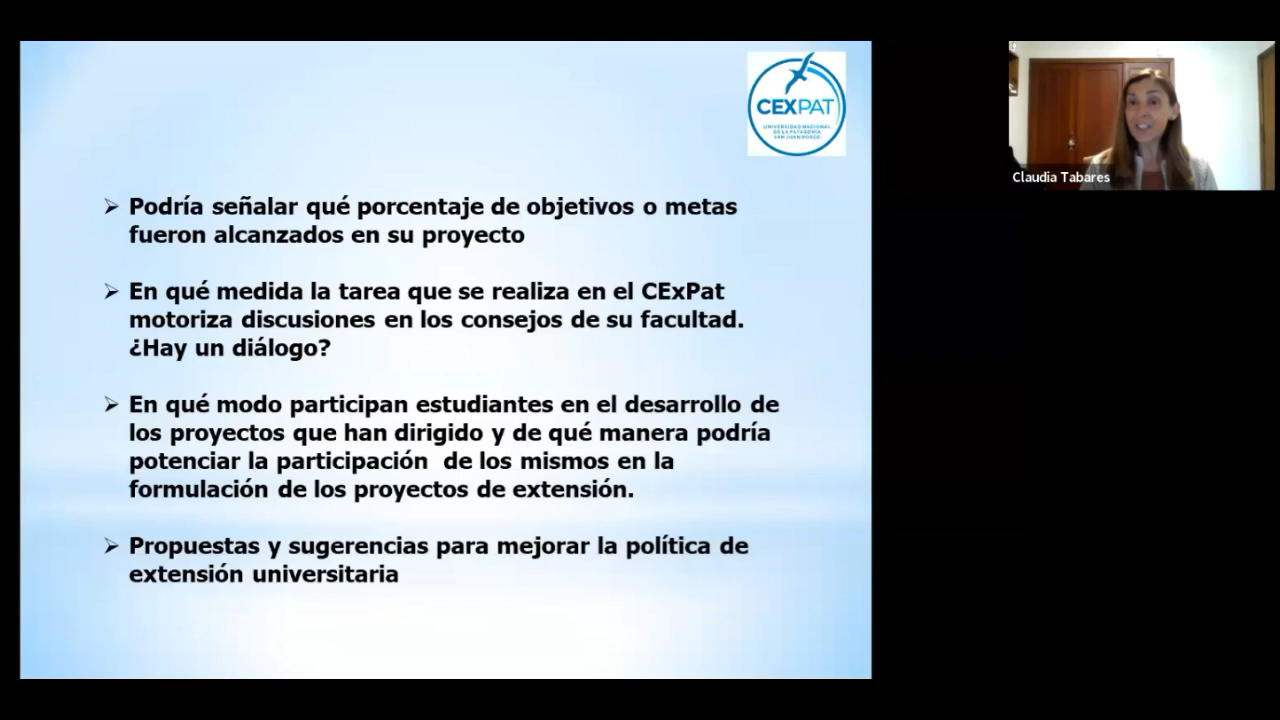 CEXPAT
UNIVERSIDAD NACIONAL
DE LA PATAGONIA
SAN JUAN BOSCO
Claudia Tabares
Podría señalar qué porcentaje de objetivos o metas
fueron alcanzados en su proyecto
En qué medida la tarea que se realiza en el CExPat
motoriza discusiones en los consejos de su facultad.
¿Hay un diálogo?
En qué modo participan estudiantes en el desarrollo de
los proyectos que han dirigido y de qué manera podría
potenciar la participación  de los mismos en la
formulación de los proyectos de extensión.
Propuestas y sugerencias para mejorar la política de
extensión universitaria